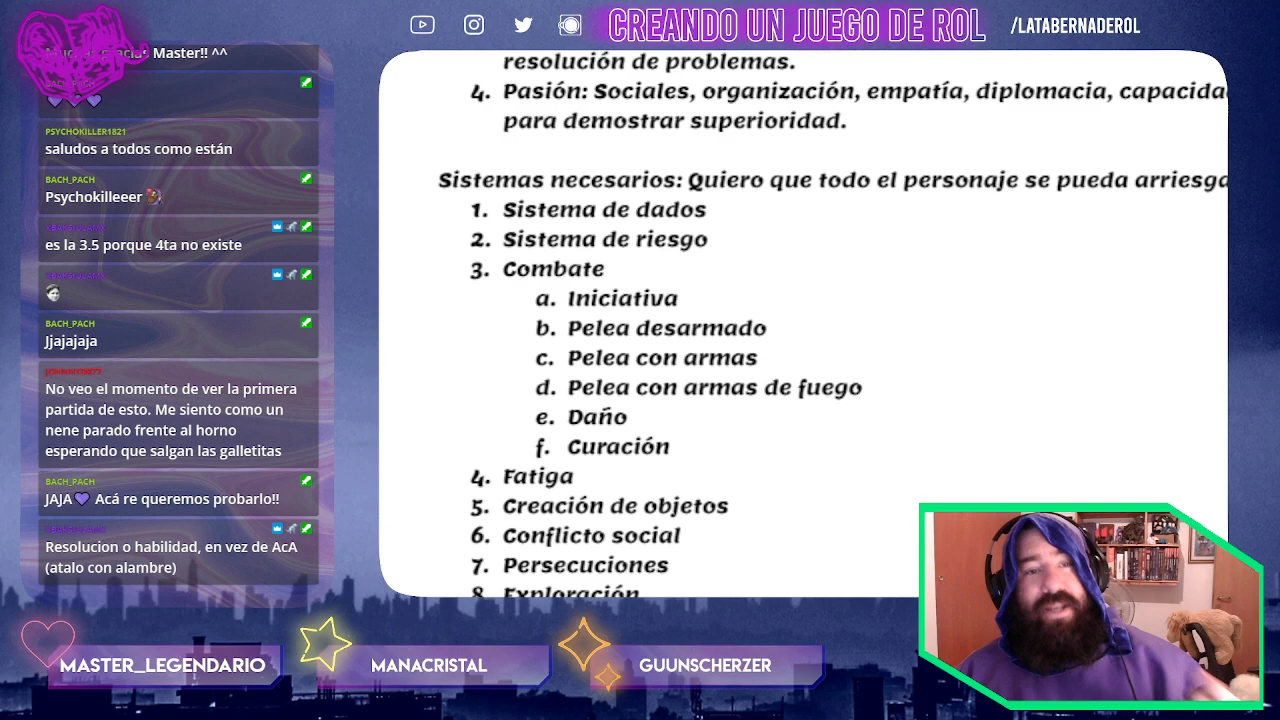 CREANDO UN JUEGO DE ROL
/LATABERNADEROL
Master!! ^^
PSYCHOKILLER1821
saludos a todos como están
BACH_PACH
Psychokilleeer
es la 3.5 porque 4ta no existe
BACH_PACH
Jjajajaja
No veo el momento de ver la primera
partida de esto. Me siento como un
nene parado frente al horno
esperando que salgan las galletitas
BACH_PACH
JAJA💜 Acá re queremos probarlo!!
Resolucion o habilidad, en vez de AcA
(atalo con alambre)
resolución de problemas.
4. Pasión: Sociales, organización, empatía, diplomacia, capacida
para demostrar superioridad.
Sistemas necesarios: Quiero que todo el personaje se pueda arriesga
1. Sistema de dados
2. Sistema de riesgo
3. Combate
a. Iniciativa
b. Pelea desarmado
c. Pelea con armas
d. Pelea con armas de fuego
e. Daño
f. Curación
4. Fatiga
5. Creación de objetos
6. Conflicto social
7. Persecuciones
8. Exploración
MASTER_LEGENDARIO
MANACRISTAL
GUUNSCHERZER